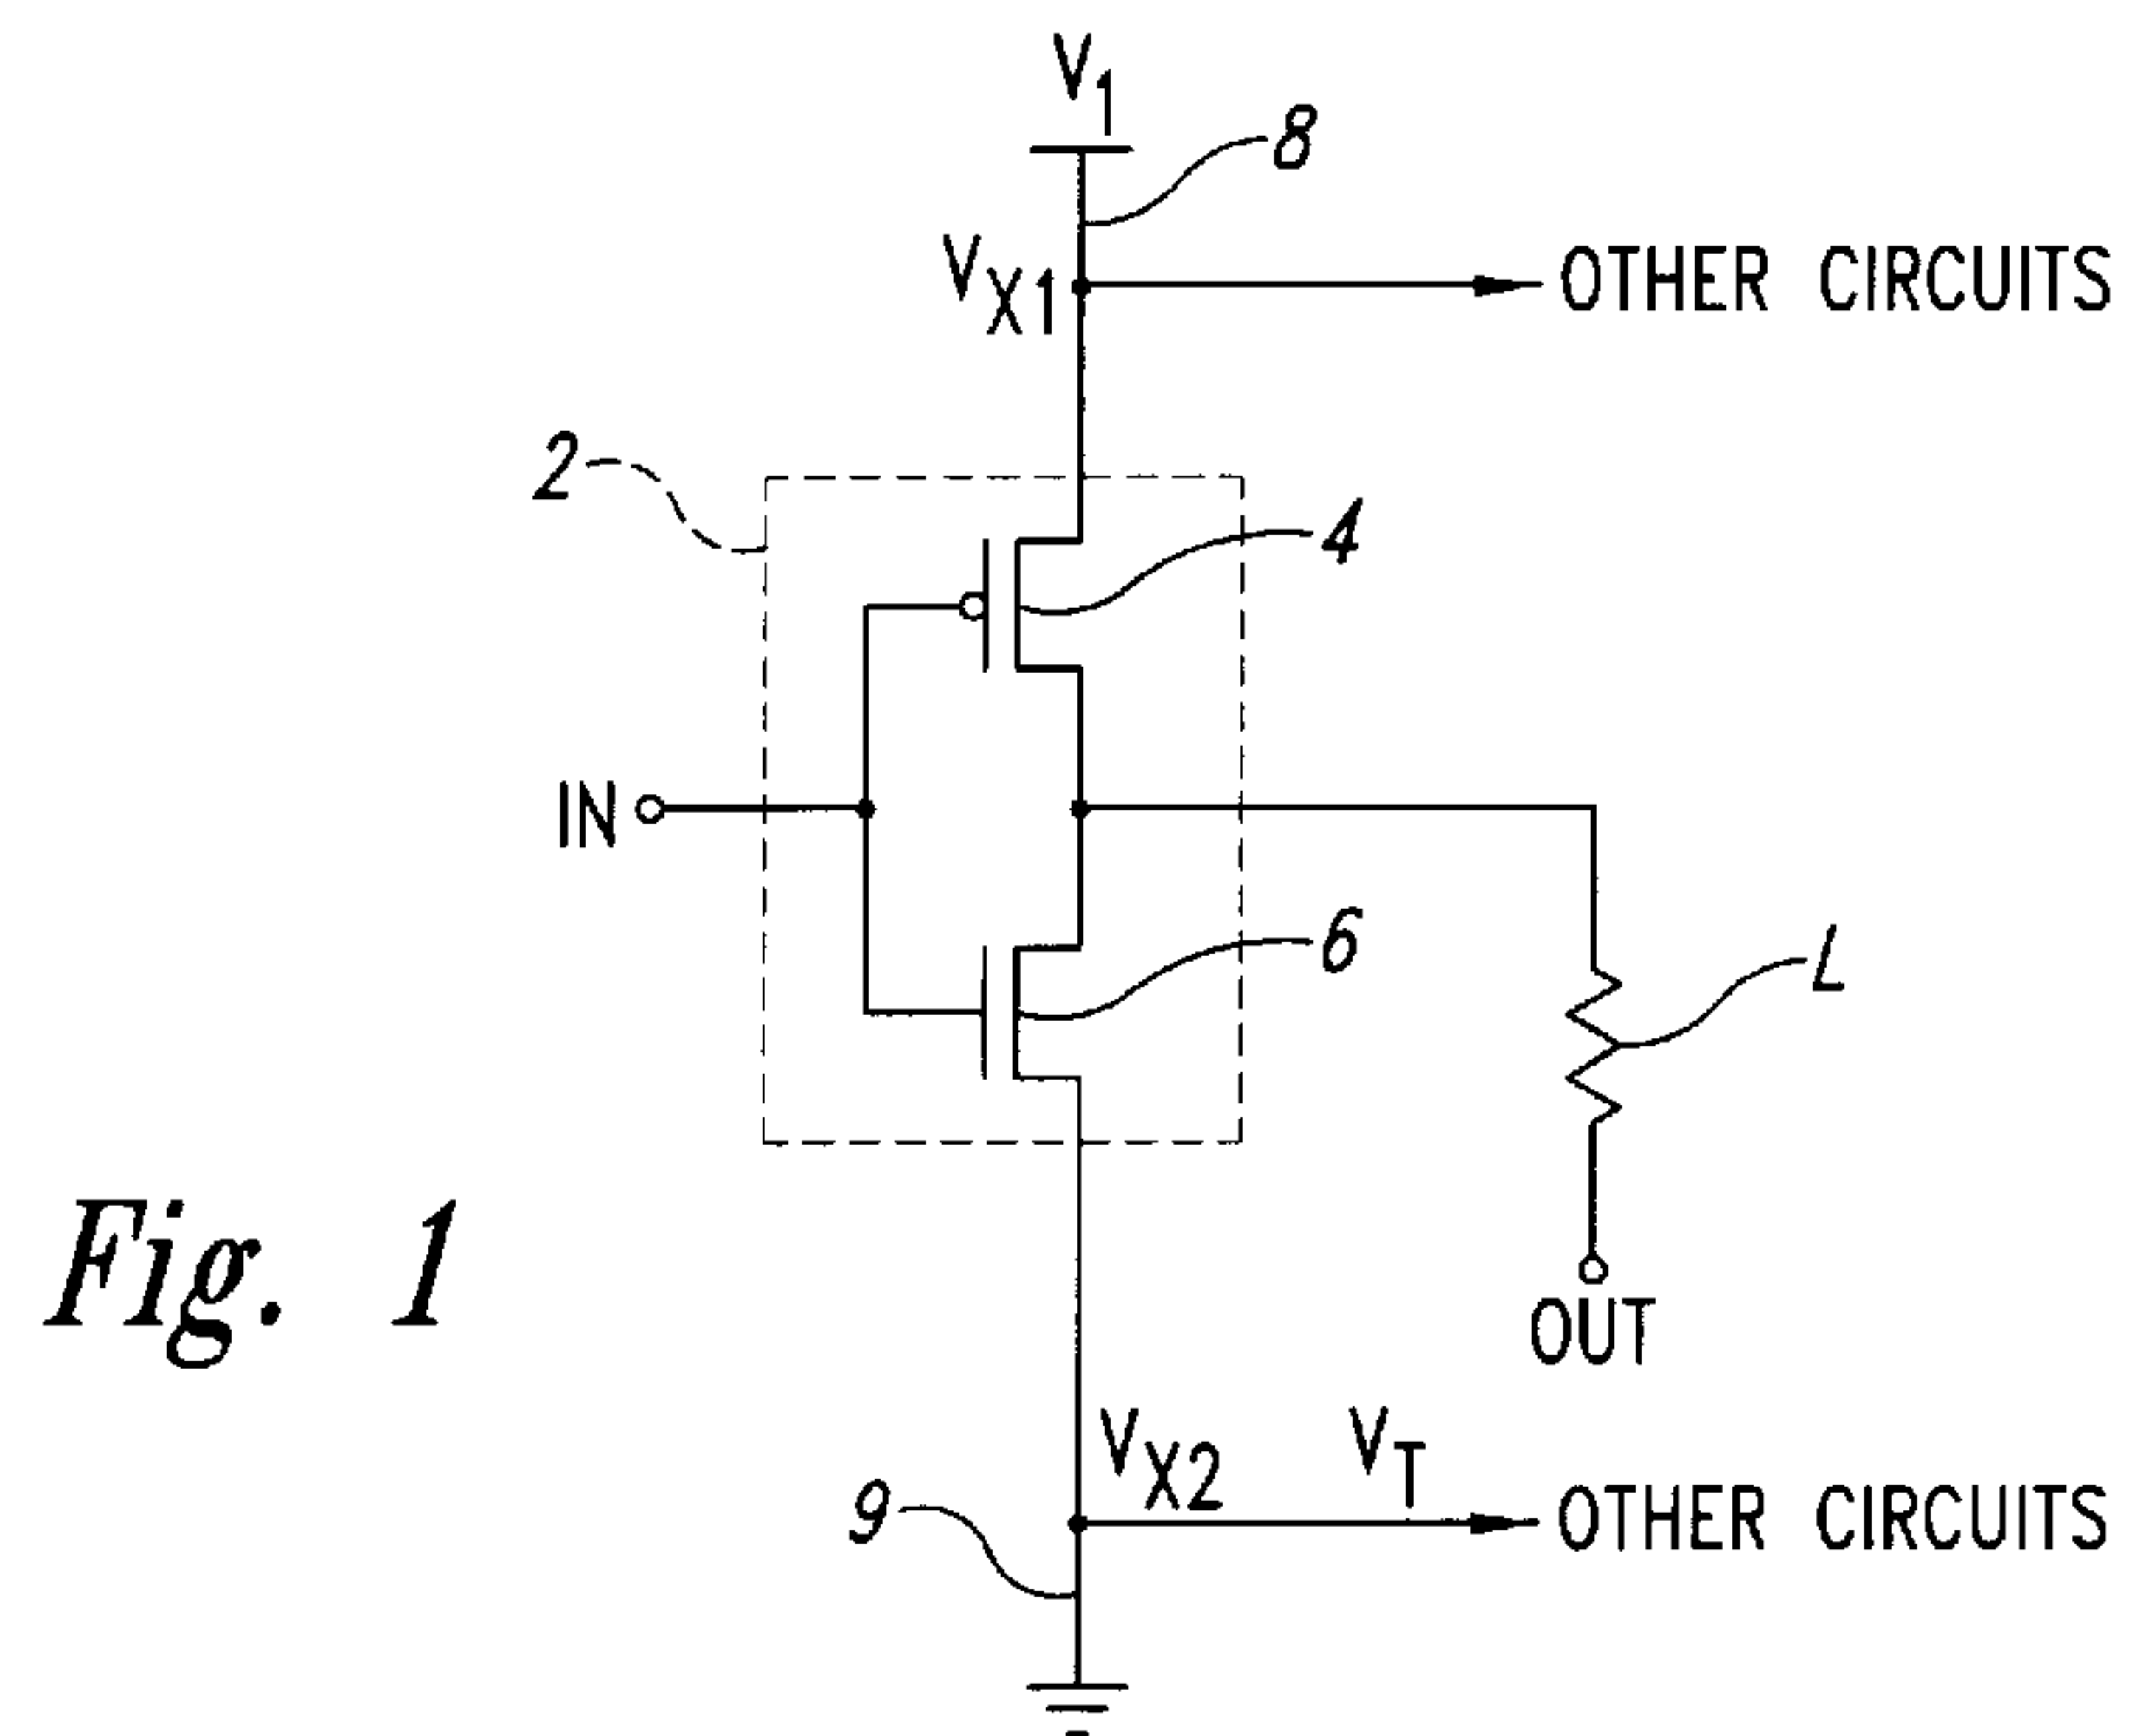 V1
8
VX1
OTHER CIRCUITS
2
4
IN
6
L
Fig. 1
OUT
VX2
VT
9
OTHER CIRCUITS